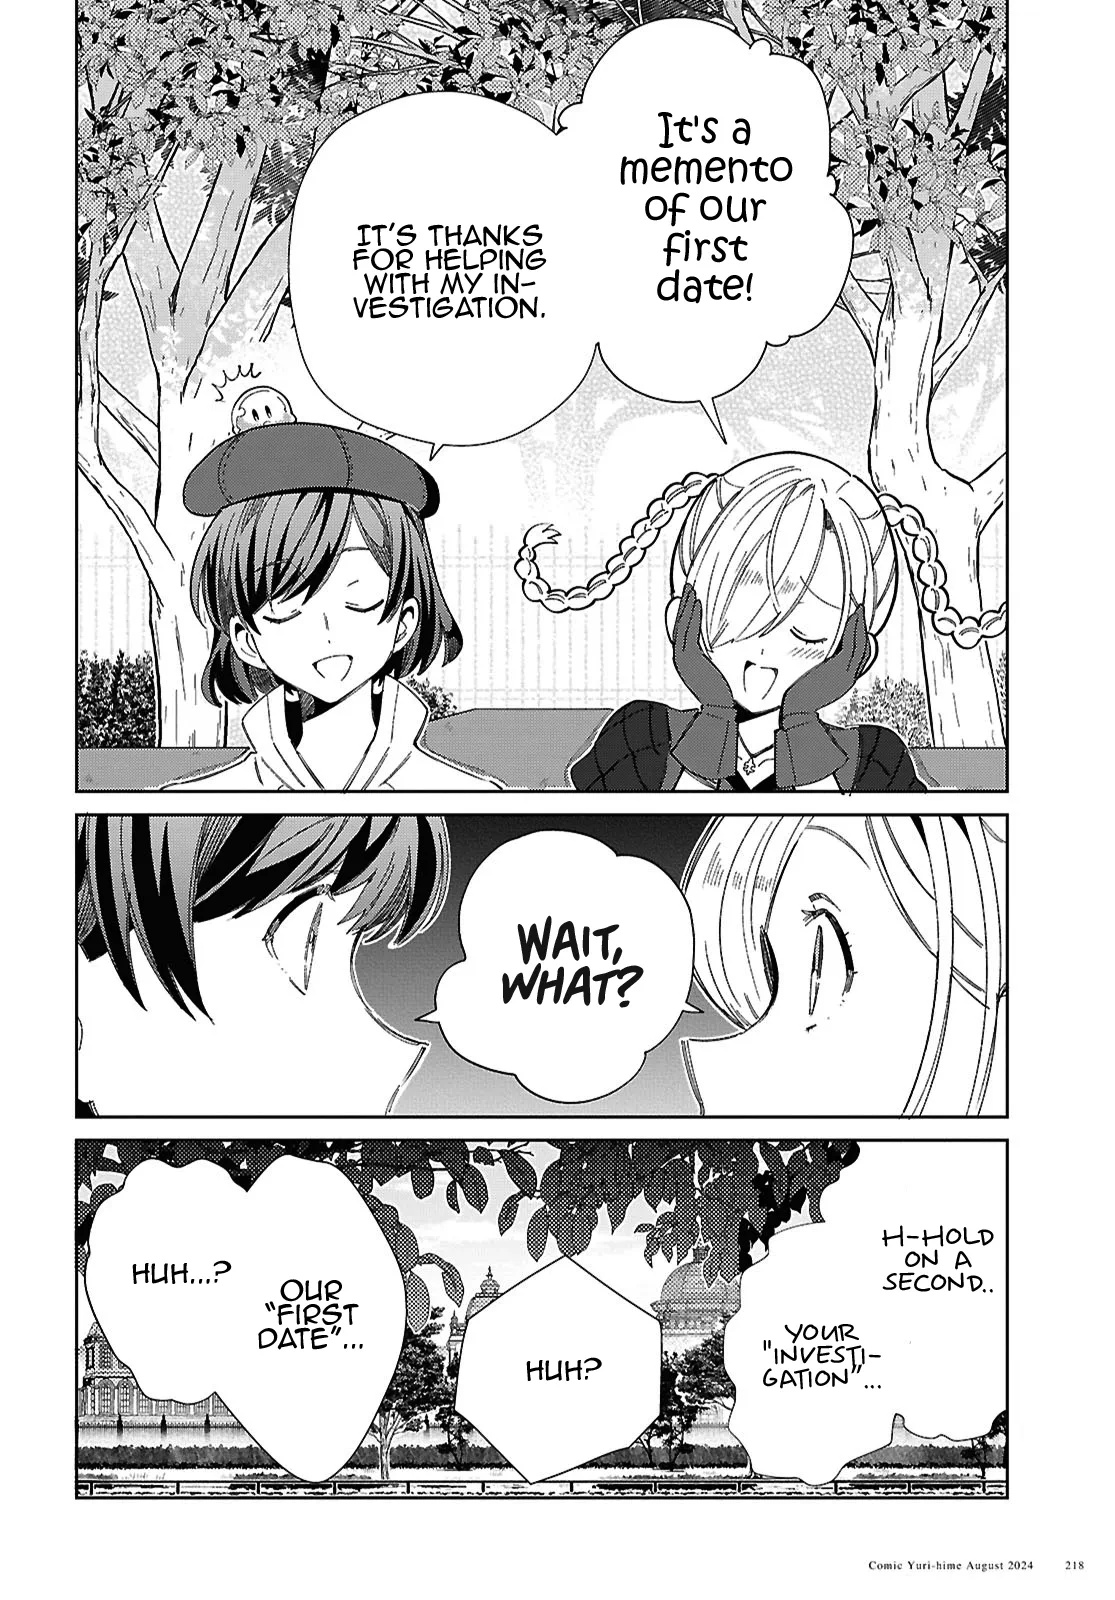 It's a
memento
of our
first
date!
IT'S THANKS
FOR HELPING
WITH MY IN-
VESTIGATION.
WAIT,
WHAT?
H-HOLD
ON A
SECOND..
YOUR
"INVESTI-
GATION"...
HUH?
OUR
"FIRST
DATE"...
HUH...?
Comic Yuri-hime August 2024 218